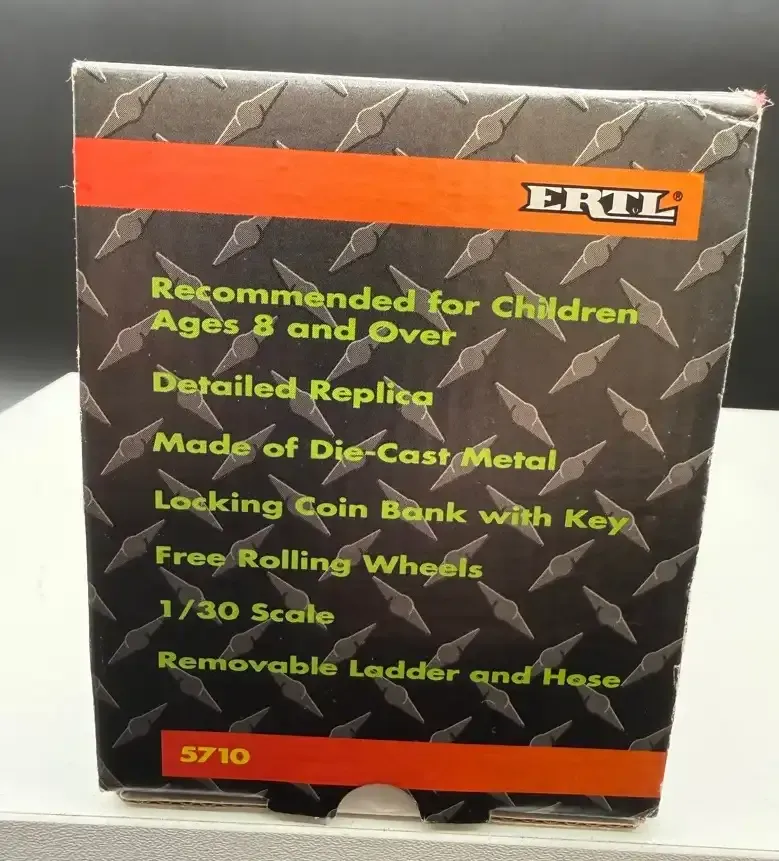 ERTL®
Recommended for Children
Ages 8 and Over
Detailed Replica
Made of Die-Cast Metal
Locking Coin Bank with Key
Free Rolling Wheels
1/30 Scale
Removable Ladder and Hose
5710